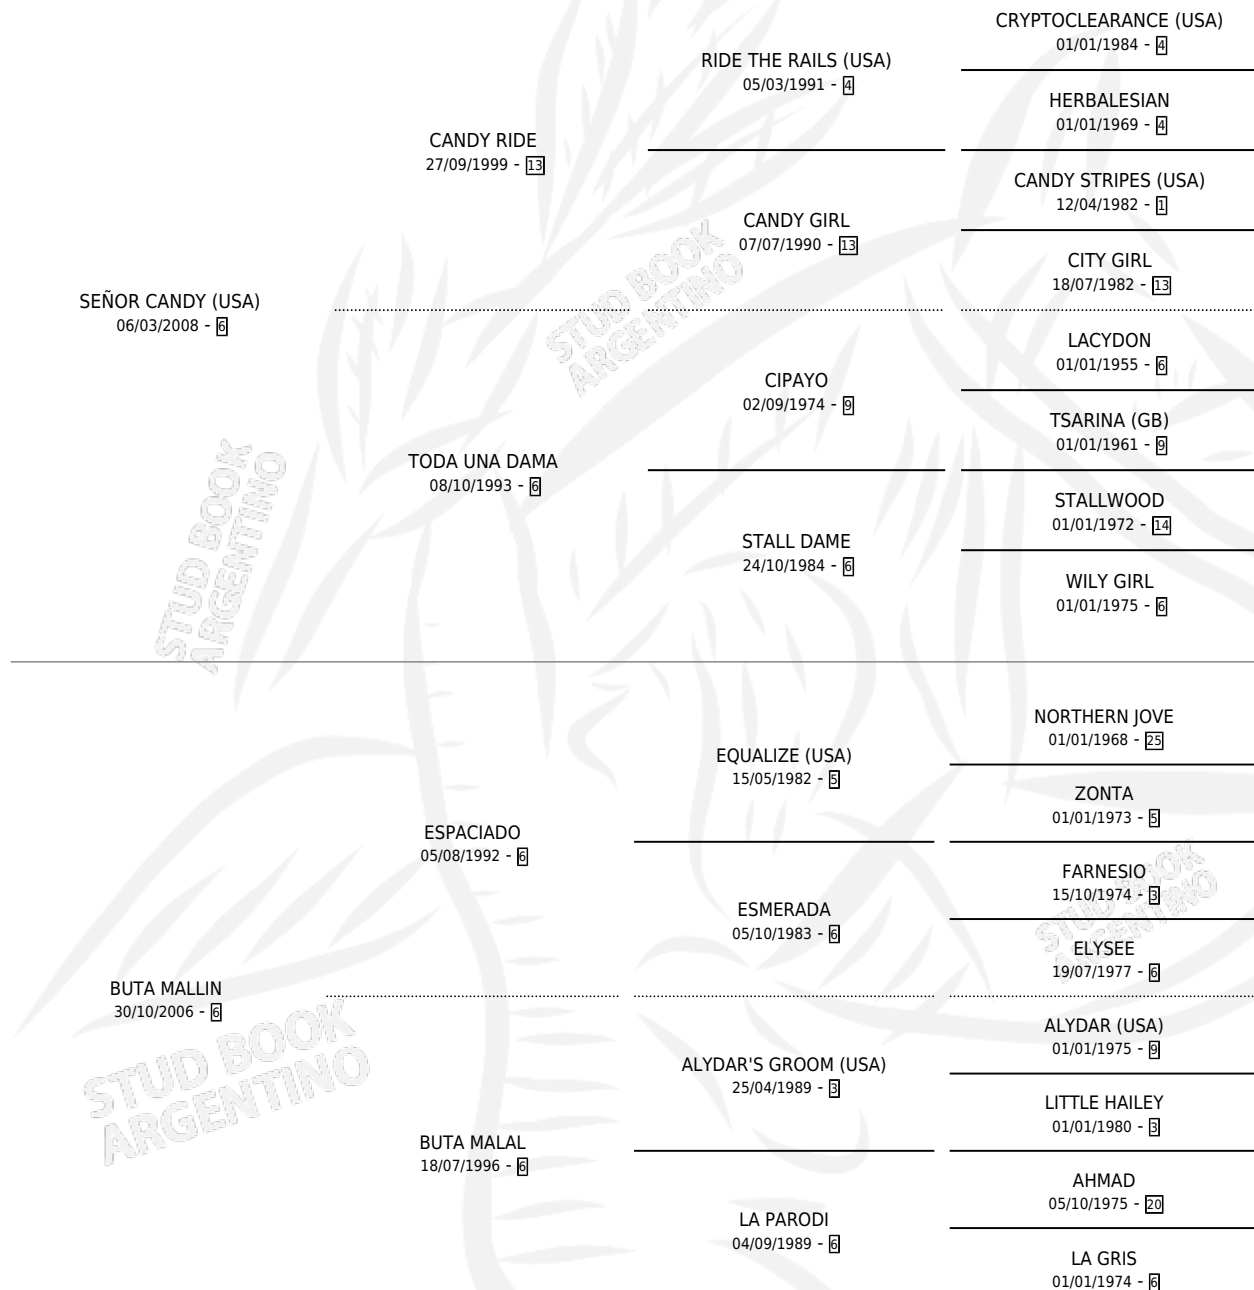 CRYPTOCLEARANCE (USA)
01/01/1984 - 4
RIDE THE RAILS (USA)
05/03/1991 - 4
HERBALESIAN
01/01/1969 - 4
CANDY RIDE
27/09/1999 - 13
CANDY STRIPES (USA)
12/04/1982 - 1
CANDY GIRL
07/07/1990 - 13
CITY GIRL
18/07/1982 - 13
SEÑOR CANDY (USA)
06/03/2008 - 6
LACYDON
01/01/1955 - 6
CIPAYO
02/09/1974 - 9
TSARINA (GB)
01/01/1961 - 9
TODA UNA DAMA
08/10/1993 - 6
STALLWOOD
01/01/1972 - 14
STALL DAME
24/10/1984 - 6
WILY GIRL
01/01/1975 - 6
STUD BOOK
ARGENTINO
STUD BOOK
ARGENTINO
NORTHERN JOVE
01/01/1968 - 25
EQUALIZE (USA)
15/05/1982 - 5
ZONTA
01/01/1973 - 5
ESPACIADO
05/08/1992 - 6
FARNESIO
15/10/1974 - 3
ESMERADA
05/10/1983 - 6
ELYSEE
19/07/1977 - 6
BUTA MALLIN
30/10/2006 - 6
ALYDAR (USA)
01/01/1975 - 9
ALYDAR'S GROOM (USA)
25/04/1989 - 3
LITTLE HAILEY
01/01/1980 - 3
BUTA MALAL
18/07/1996 - 6
AHMAD
05/10/1975 - 20
LA PARODI
04/09/1989 - 6
LA GRIS
01/01/1974 - 6
STUD BOOK
ARGENTINO
STUD BOOK
ARGENTINO